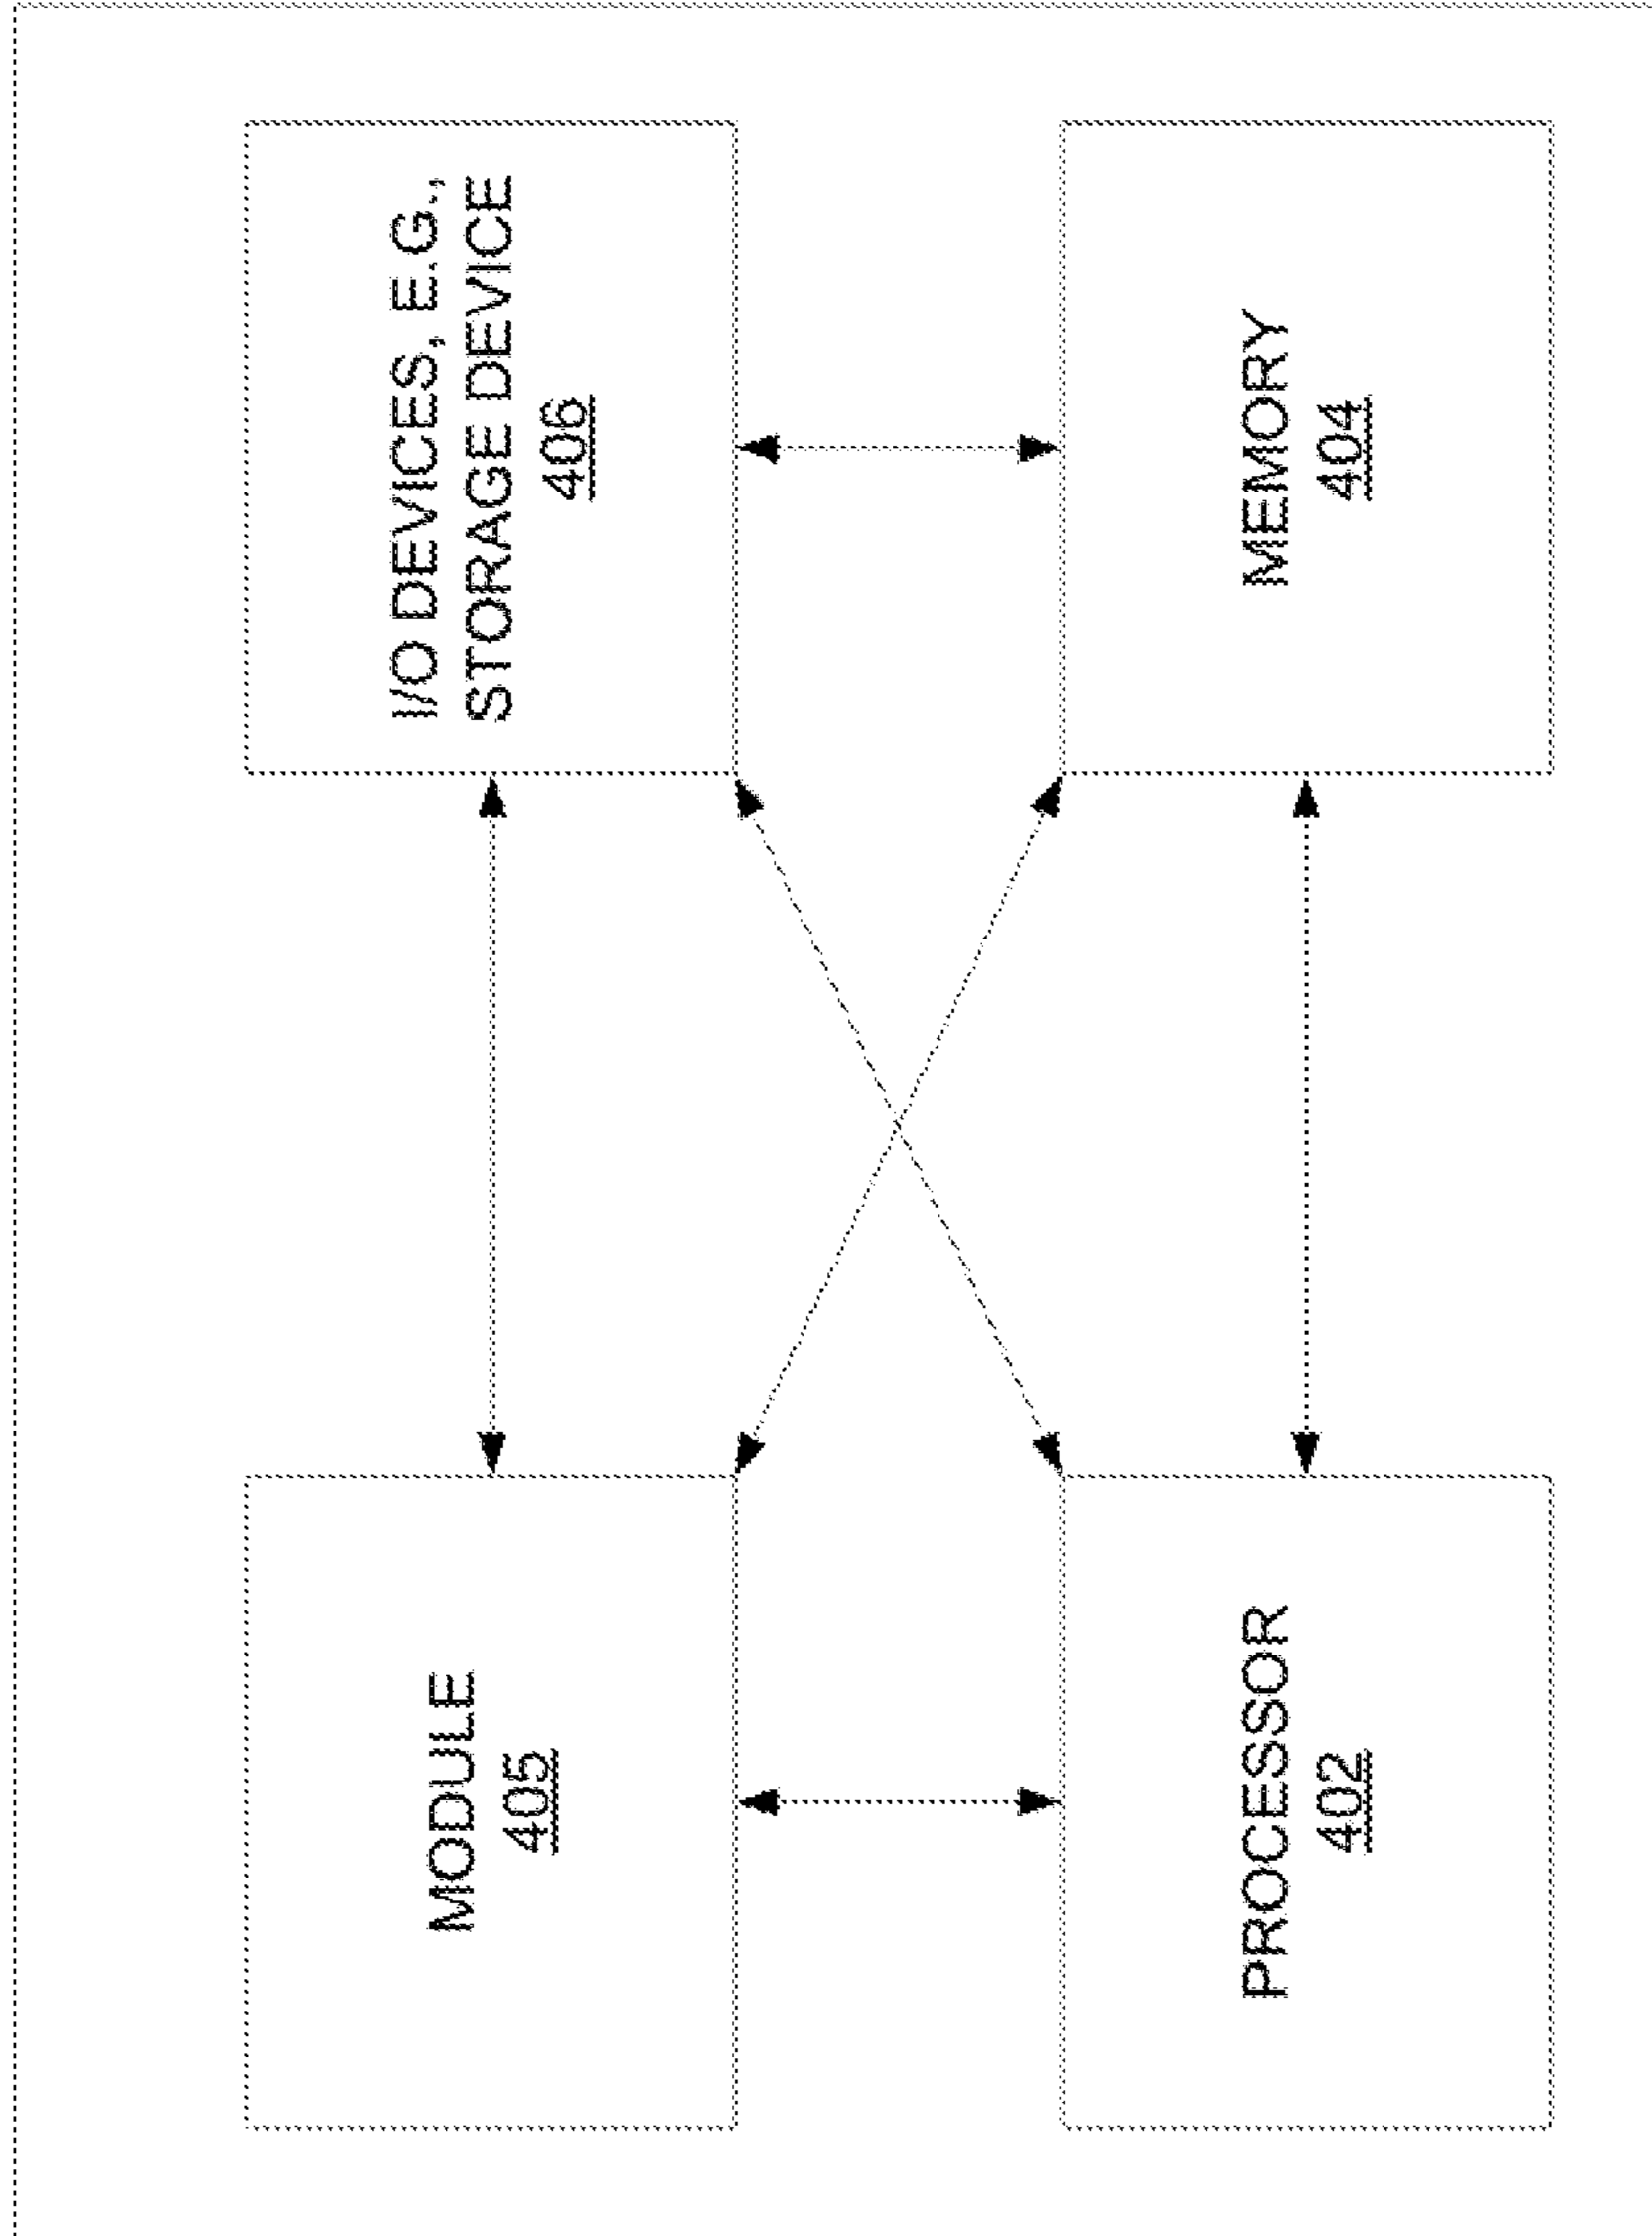 MODULE
405
I/O DEVICES, E.G.,
STORAGE DEVICE
406
PROCESSOR
402
MEMORY
404